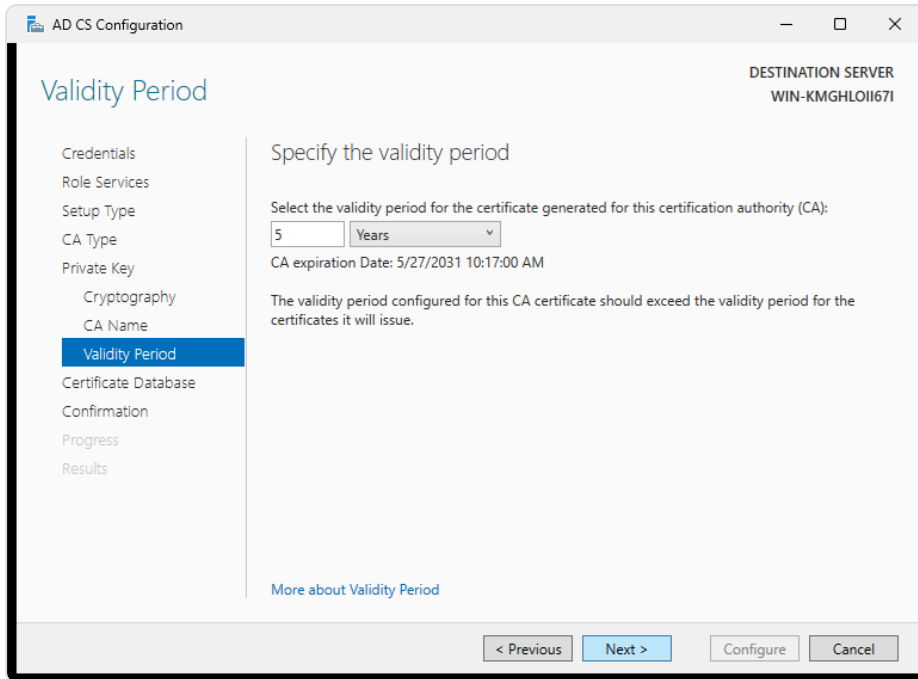 AD CS Configuration
Validity Period
DESTINATION SERVER
WIN-KMGHLOII67I
Credentials
Role Services
Setup Type
CA Type
Private Key
Cryptography
CA Name
Validity Period
Certificate Database
Confirmation
Progress
Results
Specify the validity period
Select the validity period for the certificate generated for this certification authority (CA):
5 Years
CA expiration Date: 5/27/2031 10:17:00 AM
The validity period configured for this CA certificate should exceed the validity period for the
certificates it will issue.
More about Validity Period
< Previous Next > Configure Cancel